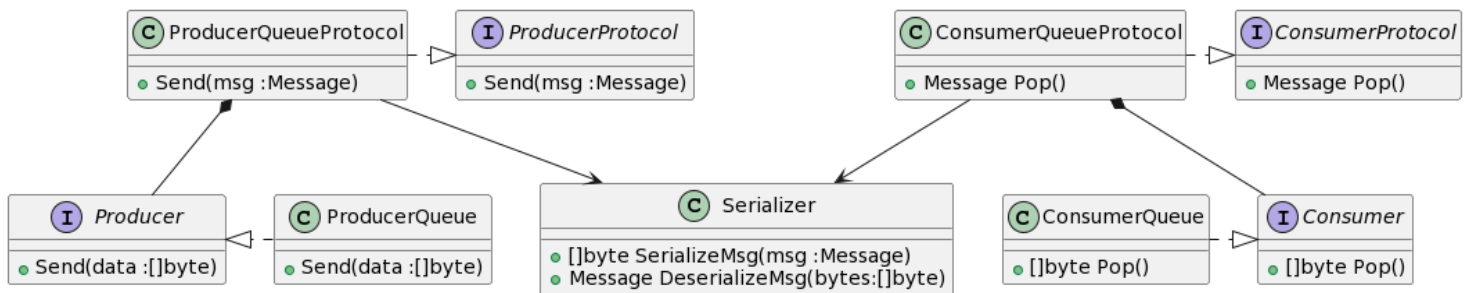 C ProducerQueueProtocol
Send(msg :Message)
I ProducerProtocol
Send(msg :Message)
C ConsumerQueueProtocol
Message Pop()
I ConsumerProtocol
Message Pop()
I Producer
Send(data :[]byte)
C ProducerQueue
Send(data :[]byte)
C Serializer
[]byte SerializeMsg(msg :Message)
Message DeserializeMsg(bytes:[]byte)
C ConsumerQueue
[]byte Pop()
I Consumer
[]byte Pop()